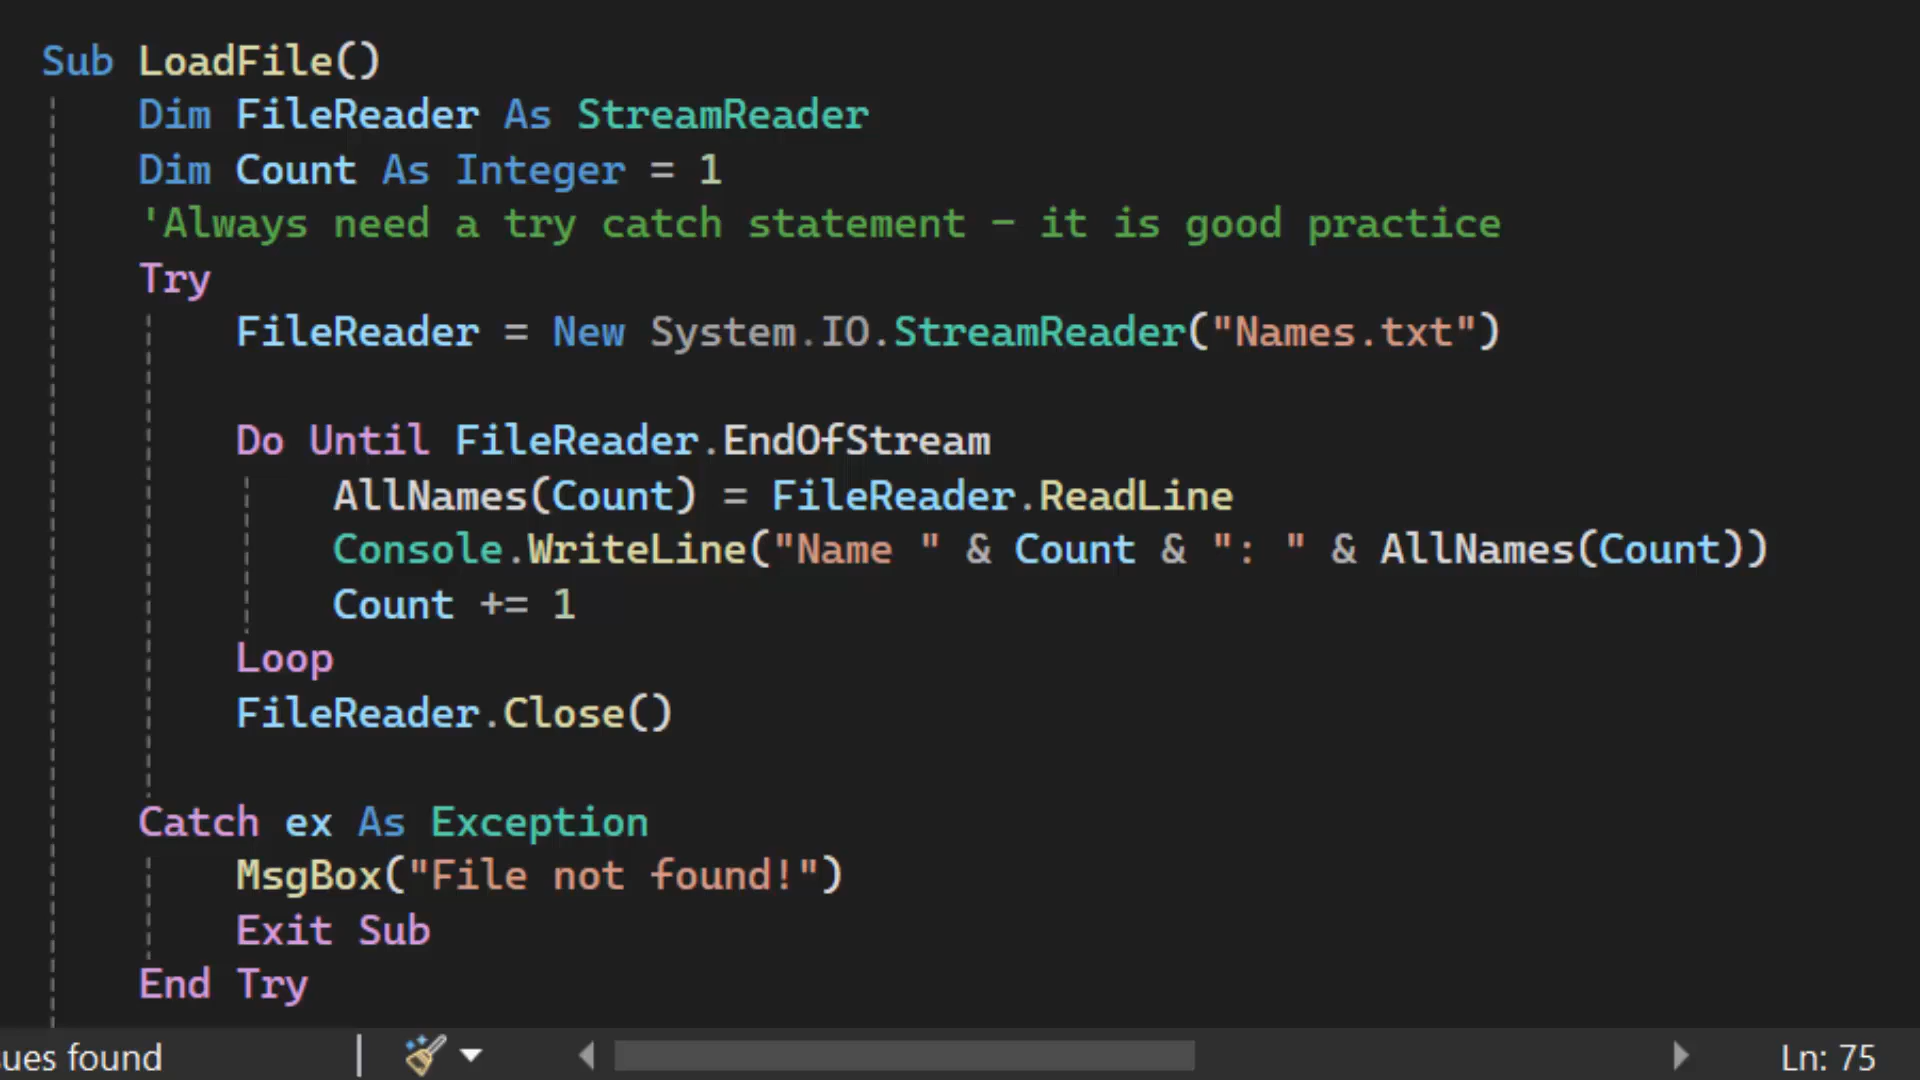 Sub LoadFile()
Dim FileReader As StreamReader
Dim Count As Integer = 1
'Always need a try catch statement - it is good practice
Try
FileReader = New System.IO.StreamReader("Names.txt")
Do Until FileReader.EndOfStream
AllNames(Count) = FileReader.ReadLine
Console.WriteLine("Name " & Count & ": " & AllNames(Count))
Count += 1
Loop
FileReader.Close()
Catch ex As Exception
MsgBox("File not found!")
Exit Sub
End Try
ues found
Ln: 75